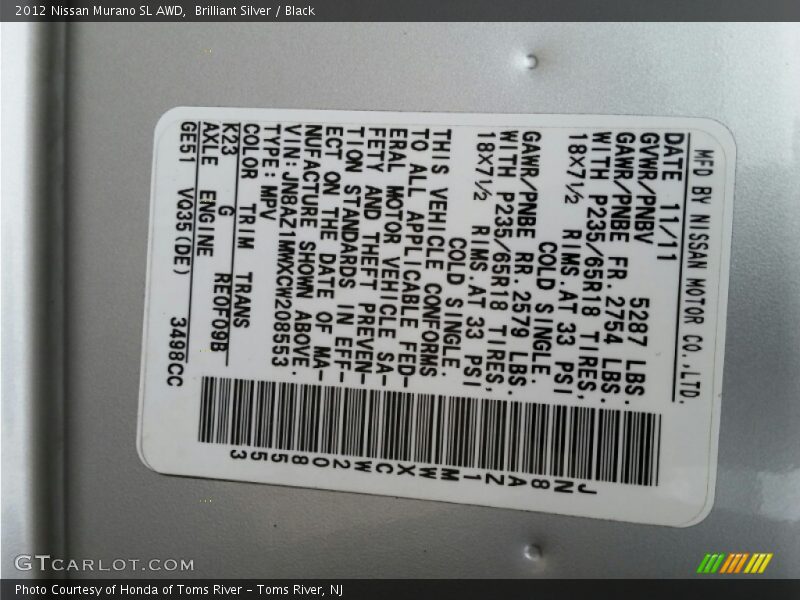 2012 Nissan Murano SL AWD,  Brilliant Silver / Black
MFD BY NISSAN MOTOR CO.,LTD.
DATE 11/11
GVWR/PNBV 5287 LBS.
GAWR/PNBE FR. 2754 LBS.
WITH P235/65R18 TIRES,
18X7½ RIMS.AT 33 PSI
COLD SINGLE.
GAWR/PNBE RR. 2579 LBS.
WITH P235/65R18 TIRES,
18X7½ RIMS.AT 33 PSI
COLD SINGLE.
THIS VEHICLE CONFORMS
TO ALL APPLICABLE FED-
ERAL MOTOR VEHICLE SA-
FETY AND THEFT PREVEN-
TION STANDARDS IN EFF-
ECT ON THE DATE OF MA-
NUFACTURE SHOWN ABOVE.
VIN:JN8AZ1MWXCW208553
TYPE:MPV
COLOR TRIM TRANS
K23 G RE0F09B
AXLE ENGINE
GE51 VQ35(DE) 3498CC
JN8AZ1MWXCW208553
GTCARLOT.COM
Photo Courtesy of Honda of Toms River – Toms River, NJ